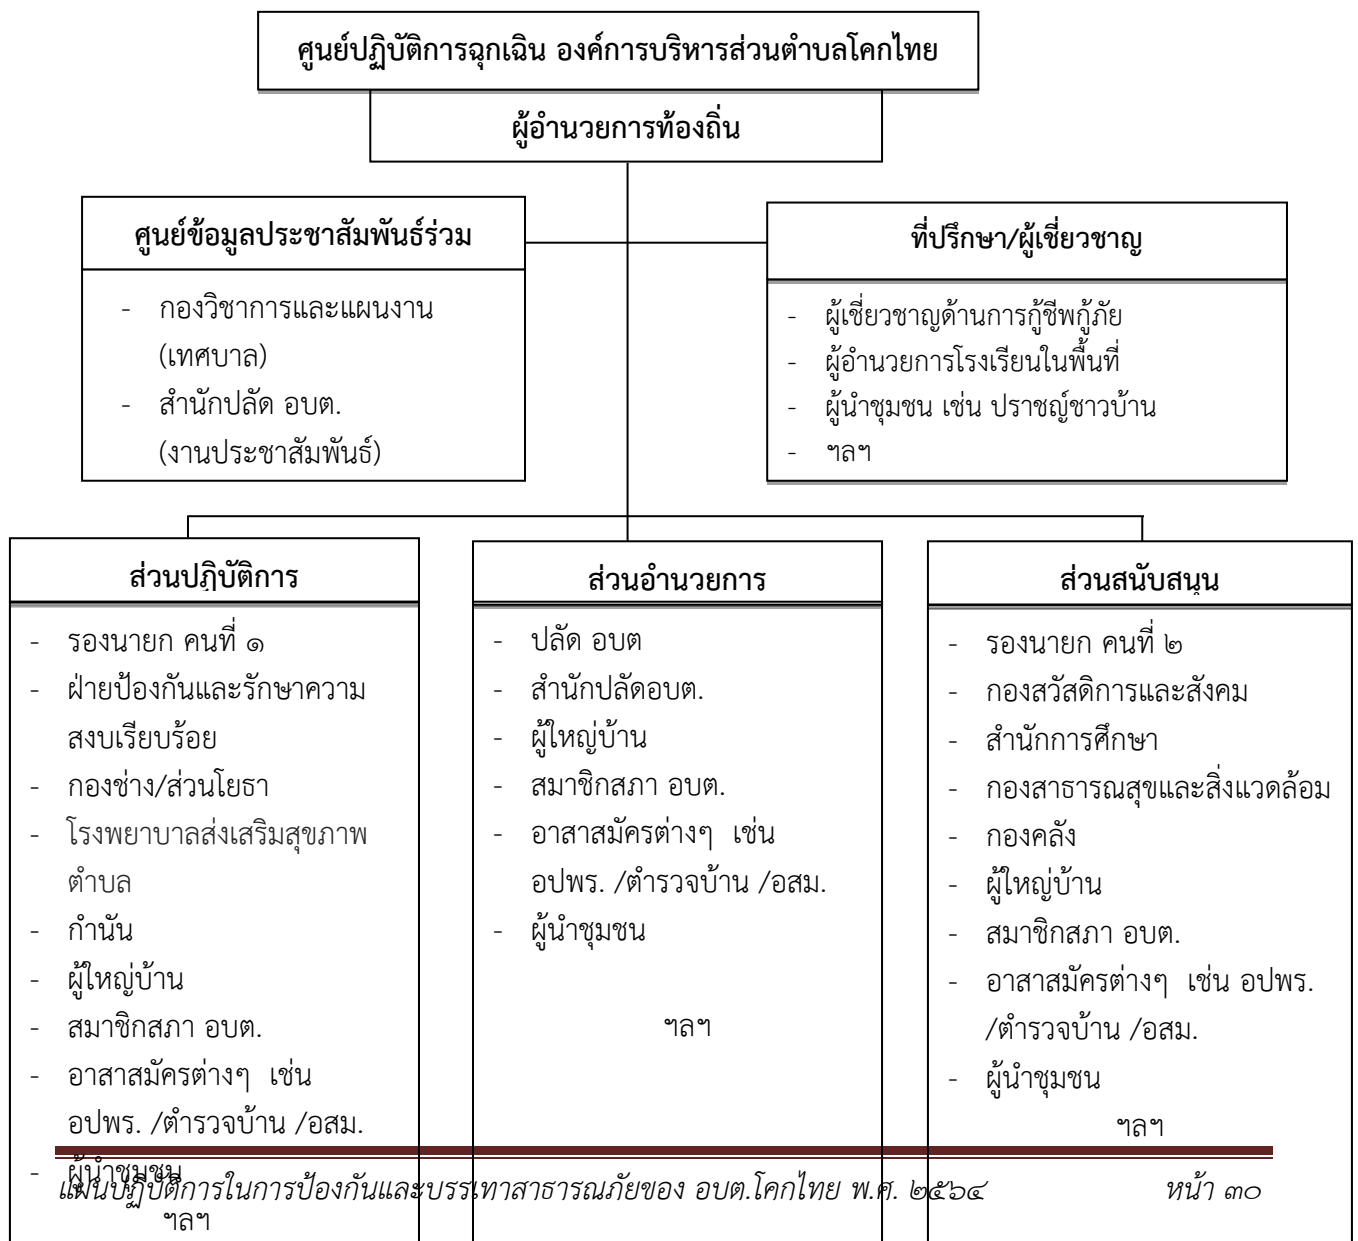 ศูนย์ปฏิบัติการฉุกเฉิน องค์การบริหารส่วนตำบลโคกไทย
ผู้อำนวยการท้องถิ่น
ศูนย์ข้อมูลประชาสัมพันธ์ร่วม
- กองวิชาการและแผนงาน
(เทศบาล)
- สำนักปลัด อบต.
(งานประชาสัมพันธ์)
ที่ปรึกษา/ผู้เชี่ยวชาญ
- ผู้เชี่ยวชาญด้านการกู้ชีพกู้ภัย
- ผู้อำนวยการโรงเรียนในพื้นที่
- ผู้นำชุมชน เช่น ปราชญ์ชาวบ้าน
- ฯลฯ
ส่วนปฏิบัติการ
- รองนายก คนที่ ๑
- ฝ่ายป้องกันและรักษาความ
สงบเรียบร้อย
- กองช่าง/ส่วนโยธา
- โรงพยาบาลส่งเสริมสุขภาพ
ตำบล
- กำนัน
- ผู้ใหญ่บ้าน
- สมาชิกสภา อบต.
- อาสาสมัครต่างๆ เช่น
อปพร. /ตำรวจบ้าน /อสม.
- ผู้นำชุมชน
ฯลฯ
ส่วนอำนวยการ
- ปลัด อบต
- สำนักปลัดอบต.
- ผู้ใหญ่บ้าน
- สมาชิกสภา อบต.
- อาสาสมัครต่างๆ เช่น
อปพร. /ตำรวจบ้าน /อสม.
- ผู้นำชุมชน
ฯลฯ
ส่วนสนับสนุน
- รองนายก คนที่ ๒
- กองสวัสดิการและสังคม
- สำนักการศึกษา
- กองสาธารณสุขและสิ่งแวดล้อม
- กองคลัง
- ผู้ใหญ่บ้าน
- สมาชิกสภา อบต.
- อาสาสมัครต่างๆ เช่น อปพร.
/ตำรวจบ้าน /อสม.
- ผู้นำชุมชน
ฯลฯ
แผนปฏิบัติการในการป้องกันและบรรเทาสาธารณภัยของ อบต.โคกไทย พ.ศ. ๒๕๖๔ หน้า ๓๐